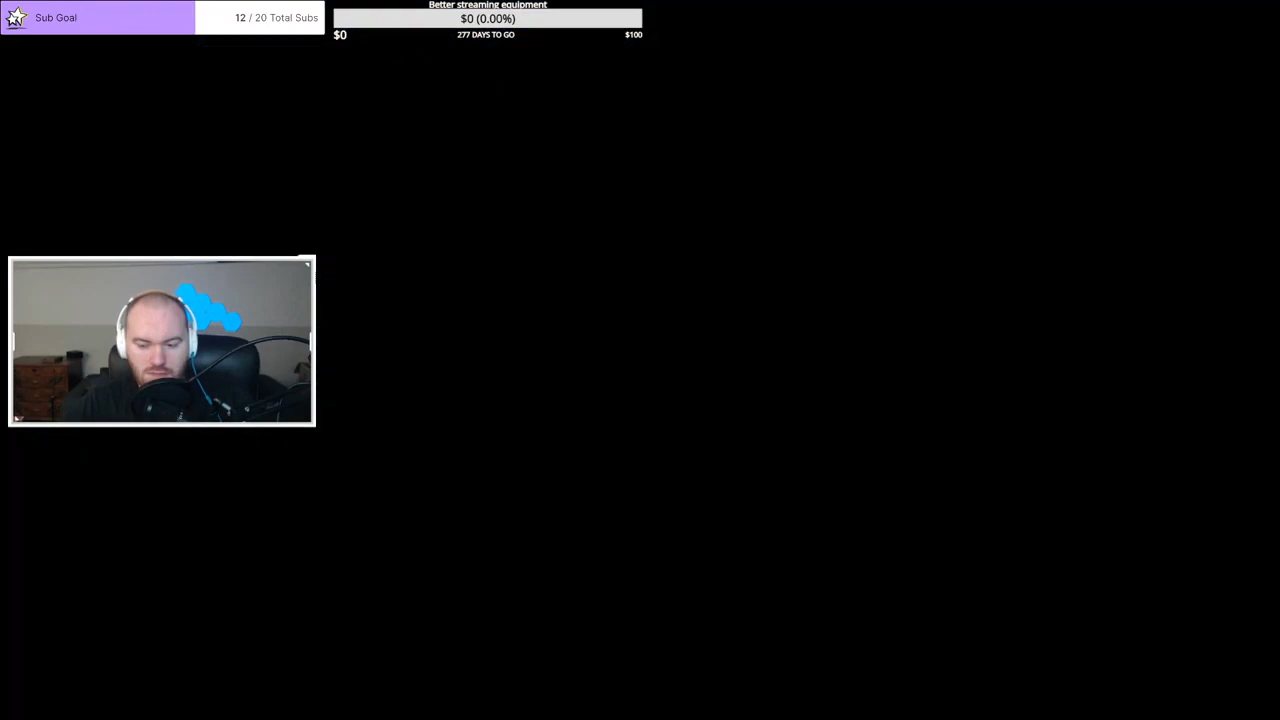 Sub Goal
12 / 20 Total Subs
Better streaming equipment
$0 (0.00%)
$0
277 DAYS TO GO
$100